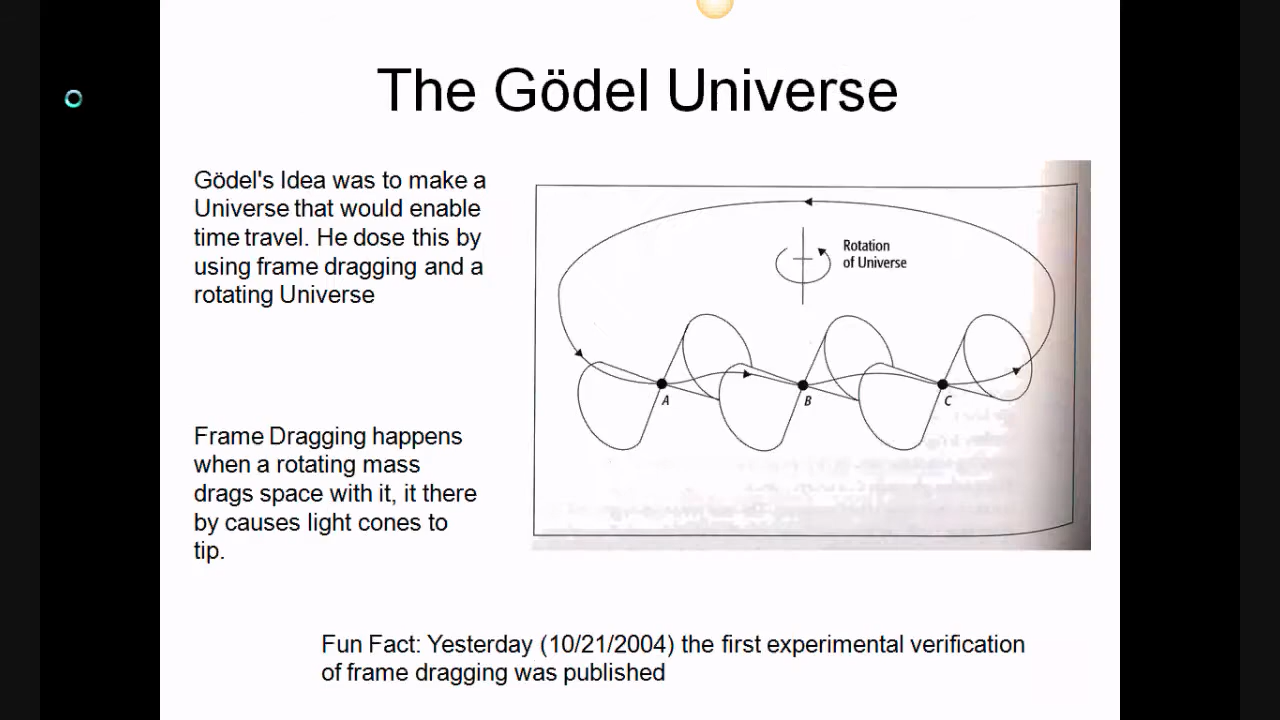 The Gödel Universe
Gödel's Idea was to make a
Universe that would enable
time travel. He dose this by
using frame dragging and a
rotating Universe
Rotation
of Universe
A
B
C
Frame Dragging happens
when a rotating mass
drags space with it, it there
by causes light cones to
tip.
Fun Fact: Yesterday (10/21/2004) the first experimental verification
of frame dragging was published